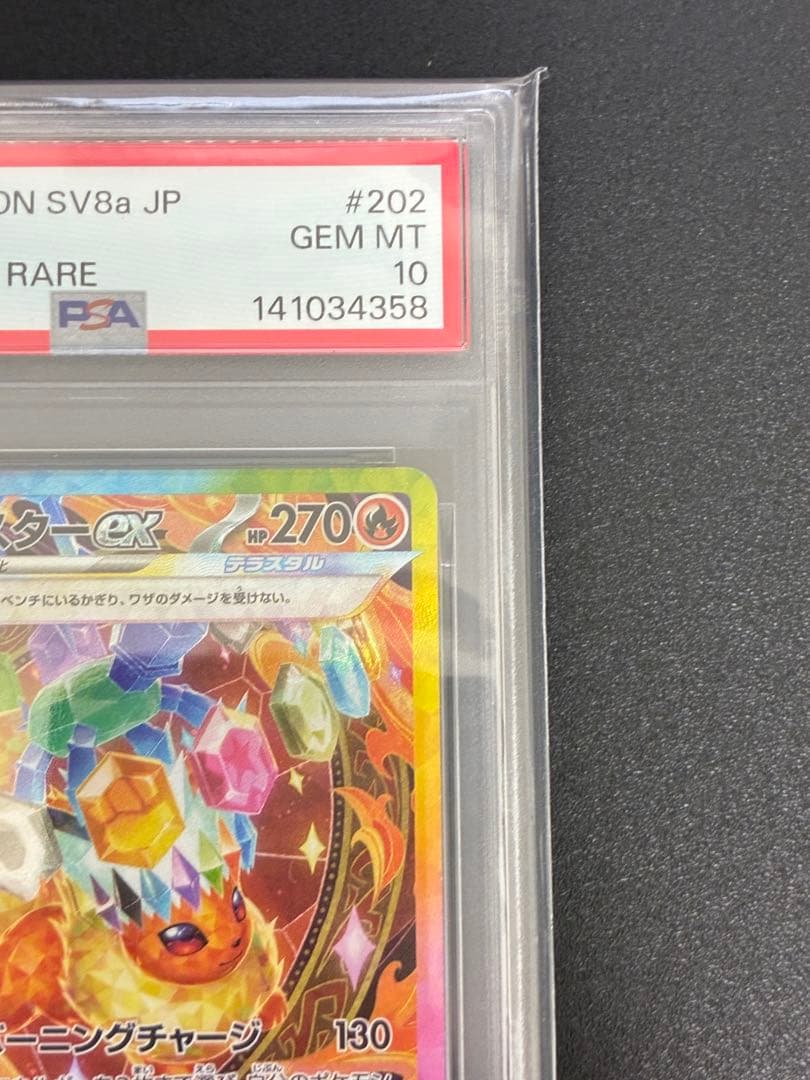 ON SV8a JP #202
GEM MT
RARE 10
PSA 141034358
スターex HP270
テラスタル
ベンチにいるかぎり、ワザのダメージを受けない。
バーニングチャージ 130